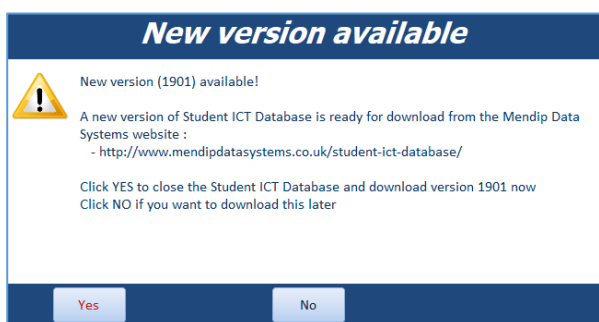 New version available
New version (1901) available!
A new version of Student ICT Database is ready for download from the Mendip Data
Systems website :
- http://www.mendipdatasystems.co.uk/student-ict-database/
Click YES to close the Student ICT Database and download version 1901 now
Click NO if you want to download this later
Yes
No